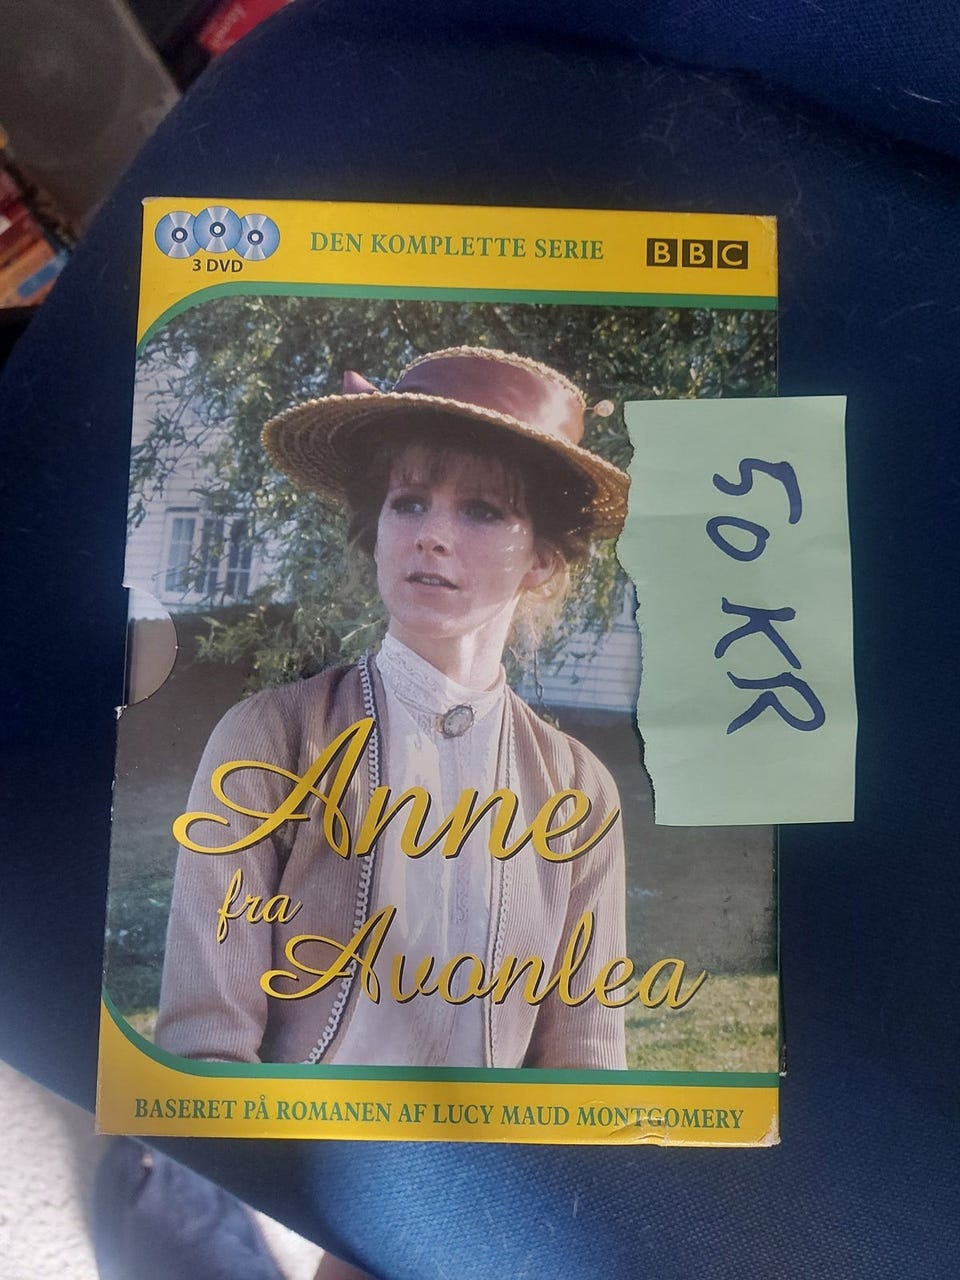 3 DVD
DEN KOMPLETTE SERIE
BBC
50 KR
Anne
fra
Avonlea
BASERET PÅ ROMANEN AF LUCY MAUD MONTGOMERY